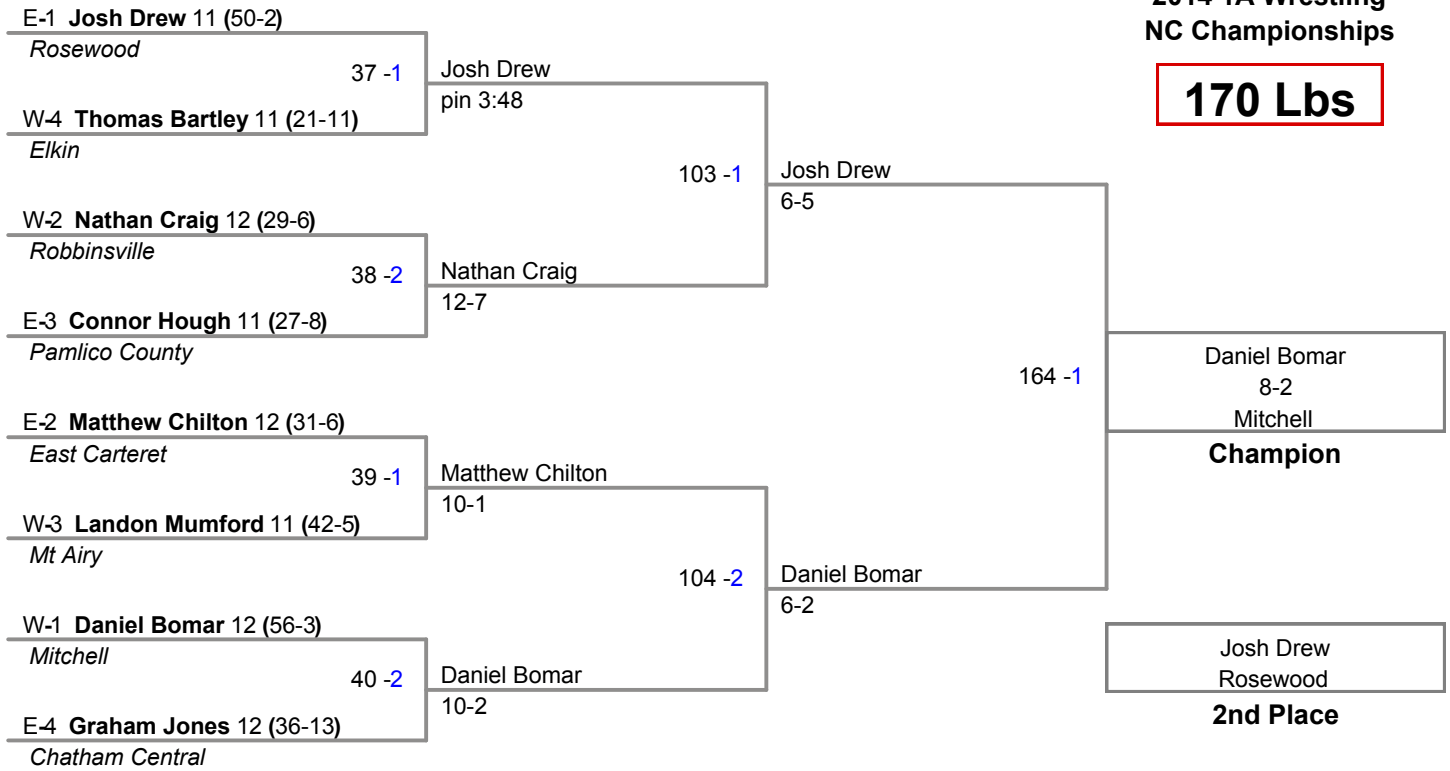 2014 1A Wrestling
NC Championships
170 Lbs
E-1 Josh Drew 11 (50-2)
Rosewood
37 -1
Josh Drew
pin 3:48
W-4 Thomas Bartley 11 (21-11)
Elkin
103 -1
Josh Drew
6-5
W-2 Nathan Craig 12 (29-6)
Robbinsville
38 -2
Nathan Craig
12-7
E-3 Connor Hough 11 (27-8)
Pamlico County
164 -1
Daniel Bomar
8-2
Mitchell
Champion
E-2 Matthew Chilton 12 (31-6)
East Carteret
39 -1
Matthew Chilton
10-1
W-3 Landon Mumford 11 (42-5)
Mt Airy
104 -2
Daniel Bomar
6-2
W-1 Daniel Bomar 12 (56-3)
Mitchell
40 -2
Daniel Bomar
10-2
E-4 Graham Jones 12 (36-13)
Chatham Central
Josh Drew
Rosewood
2nd Place